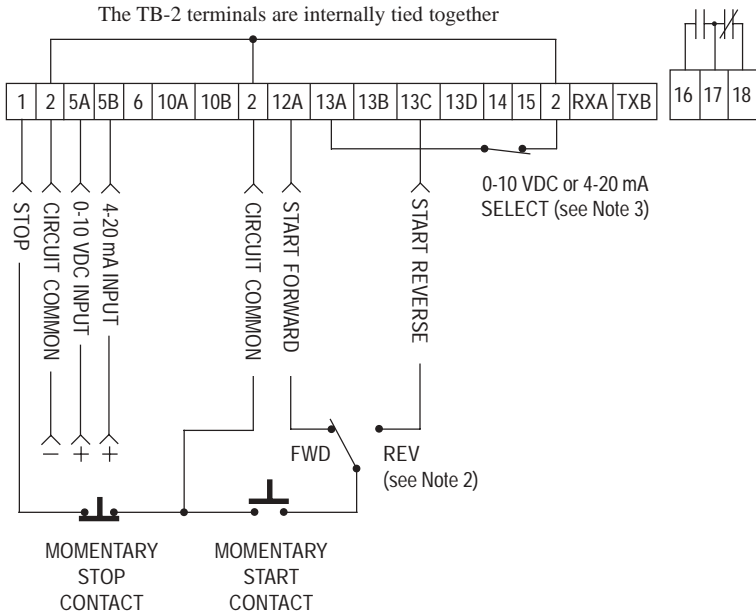 The TB-2 terminals are internally tied together
1 2 5A 5B 6 10A 10B 2 12A 13A 13B 13C 13D 14 15 2 RXA TXB
16 17 18
STOP
CIRCUIT COMMON
0-10 VDC INPUT
4-20 mA INPUT
CIRCUIT COMMON
START FORWARD
START REVERSE
0-10 VDC or 4-20 mA
SELECT (see Note 3)
– + +
FWD
REV
(see Note 2)
MOMENTARY
STOP
CONTACT
MOMENTARY
START
CONTACT